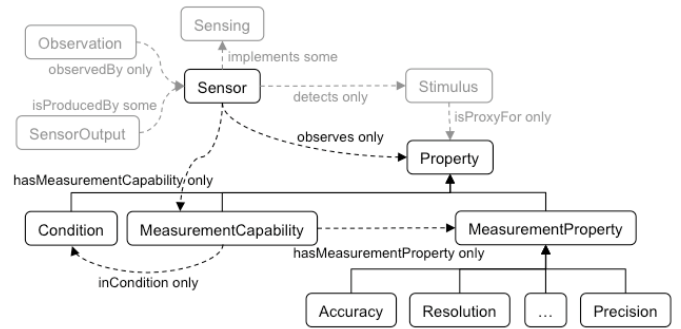 Sensing
Observation
implements some
observedBy only
Sensor
Stimulus
detects only
isProducedBy some
isProxyFor only
SensorOutput
observes only
Property
hasMeasurementCapability only
Condition
MeasurementCapability
MeasurementProperty
hasMeasurementProperty only
inCondition only
Accuracy
Resolution
...
Precision